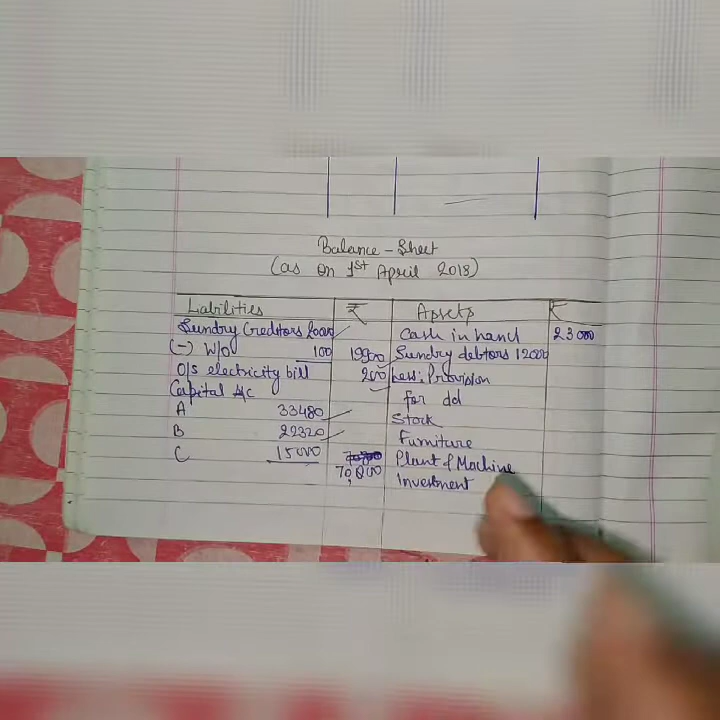 Balance - Sheet
(as on 1st April 2018)
Liabilities ₹ Assets ₹
Sundry Creditors Cash in hand 23000
(-) W/O 100 19900 Sundry debtors 12000
O/s electricity bill 200 Less: Provision
Capital A/c for dd
A 33480 Stock
B 22320 Furniture
C 15000 Plant & Machine
70,800 Investment